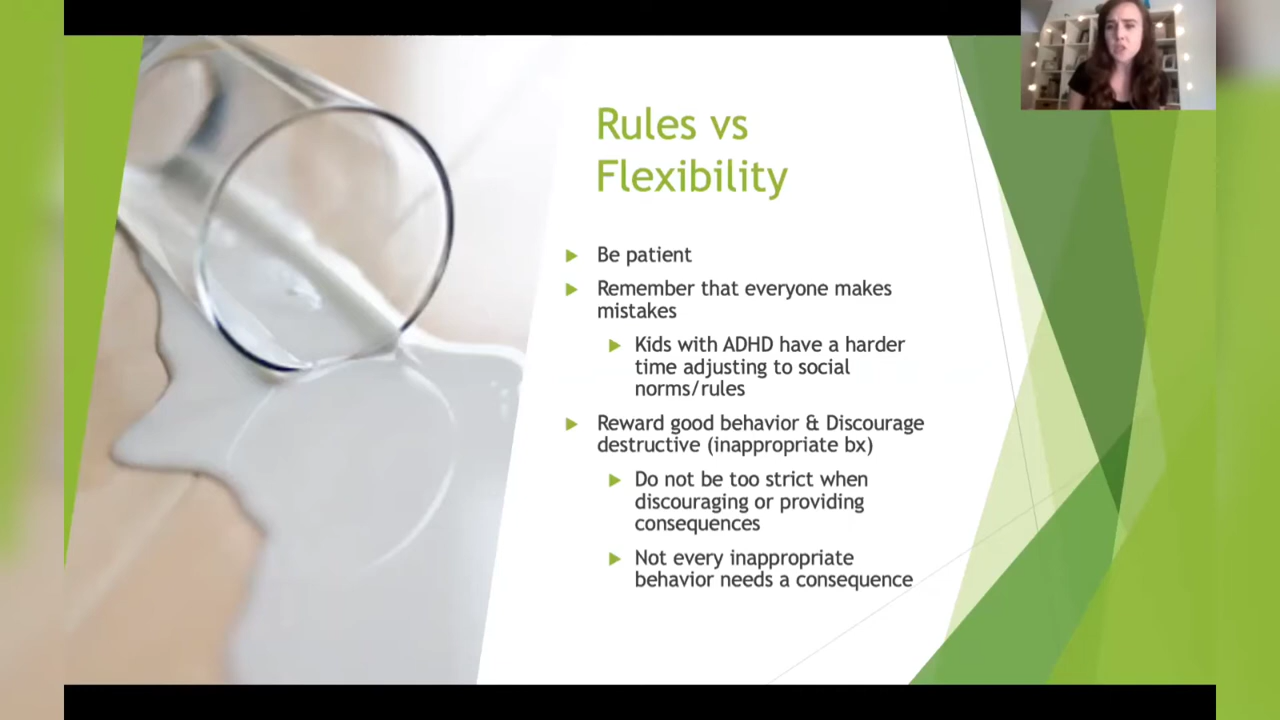 Rules vs
Flexibility
Be patient
Remember that everyone makes
mistakes
Kids with ADHD have a harder
time adjusting to social
norms/rules
Reward good behavior & Discourage
destructive (inappropriate bx)
Do not be too strict when
discouraging or providing
consequences
Not every inappropriate
behavior needs a consequence